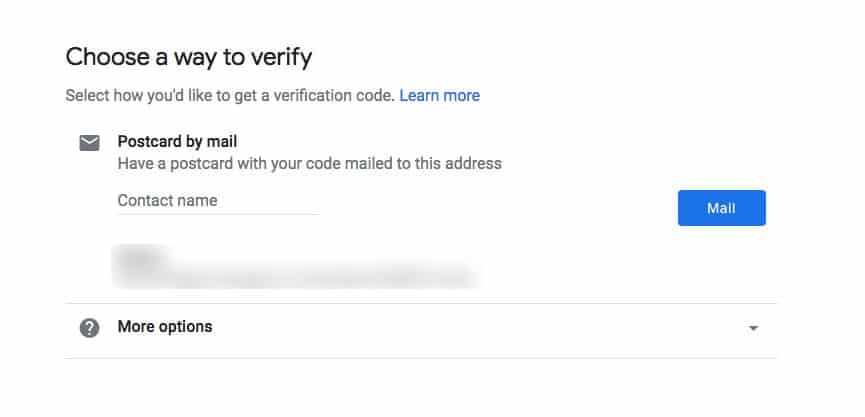 Choose a way to verify
Select how you'd like to get a verification code. Learn more
Postcard by mail
Have a postcard with your code mailed to this address
Contact name
Mail
More options